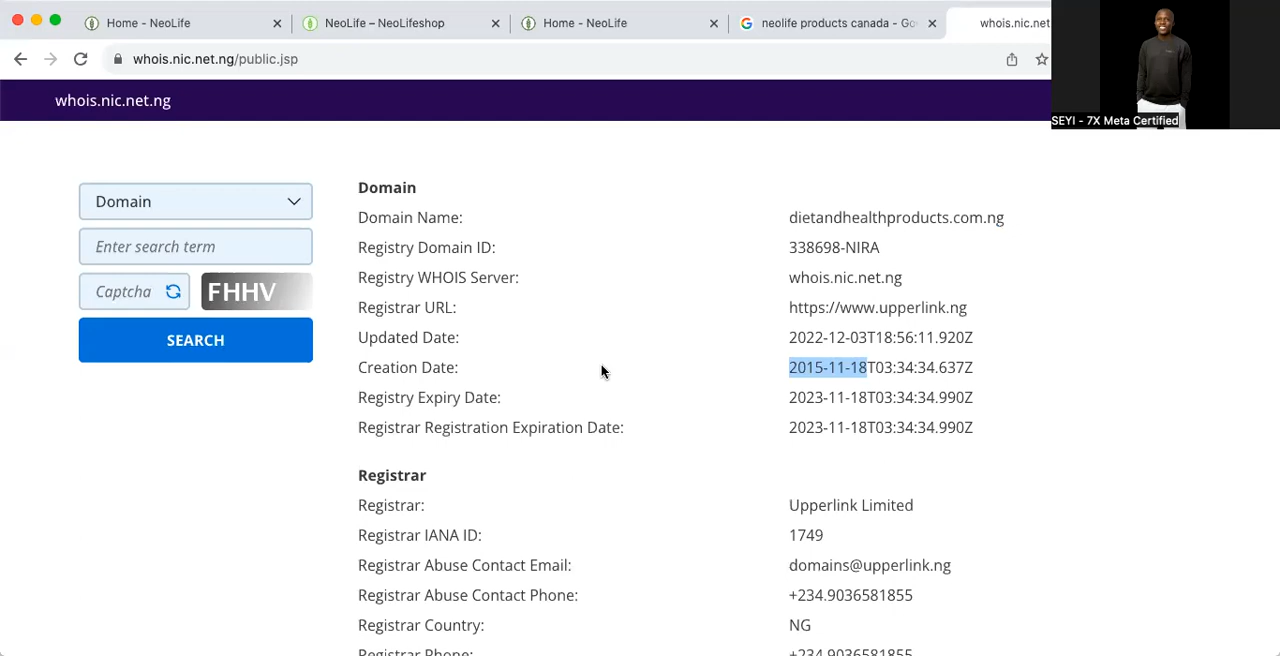 Home - NeoLife
NeoLife – NeoLifeshop
Home - NeoLife
neolife products canada - Go
whois.nic.net
whois.nic.net.ng/public.jsp
whois.nic.net.ng
SEYI - 7X Meta Certified
Domain
Enter search term
Captcha
FHHV
SEARCH
Domain
Domain Name: dietandhealthproducts.com.ng
Registry Domain ID: 338698-NIRA
Registry WHOIS Server: whois.nic.net.ng
Registrar URL: https://www.upperlink.ng
Updated Date: 2022-12-03T18:56:11.920Z
Creation Date: 2015-11-18T03:34:34.637Z
Registry Expiry Date: 2023-11-18T03:34:34.990Z
Registrar Registration Expiration Date: 2023-11-18T03:34:34.990Z
Registrar
Registrar: Upperlink Limited
Registrar IANA ID: 1749
Registrar Abuse Contact Email: domains@upperlink.ng
Registrar Abuse Contact Phone: +234.9036581855
Registrar Country: NG
Registrar Phone: +234.9036581855